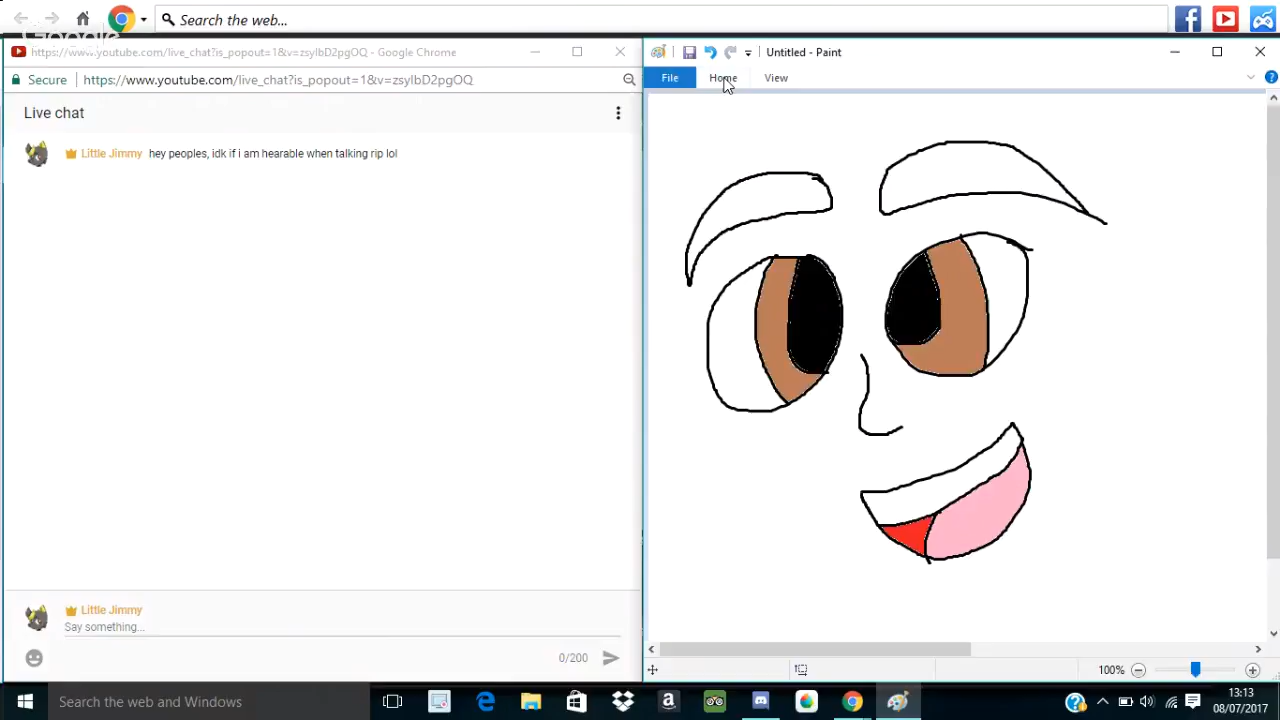 Search the web...
Google
https://www.youtube.com/live_chat?is_popout=1&v=zsylbD2pgOQ - Google Chrome
Secure https://www.youtube.com/live_chat?is_popout=1&v=zsylbD2pgOQ
Live chat
Little Jimmy hey peoples, idk if i am hearable when talking rip lol
Little Jimmy
Say something...
0/200
Untitled - Paint
File Home View
100%
Search the web and Windows
13:13
08/07/2017